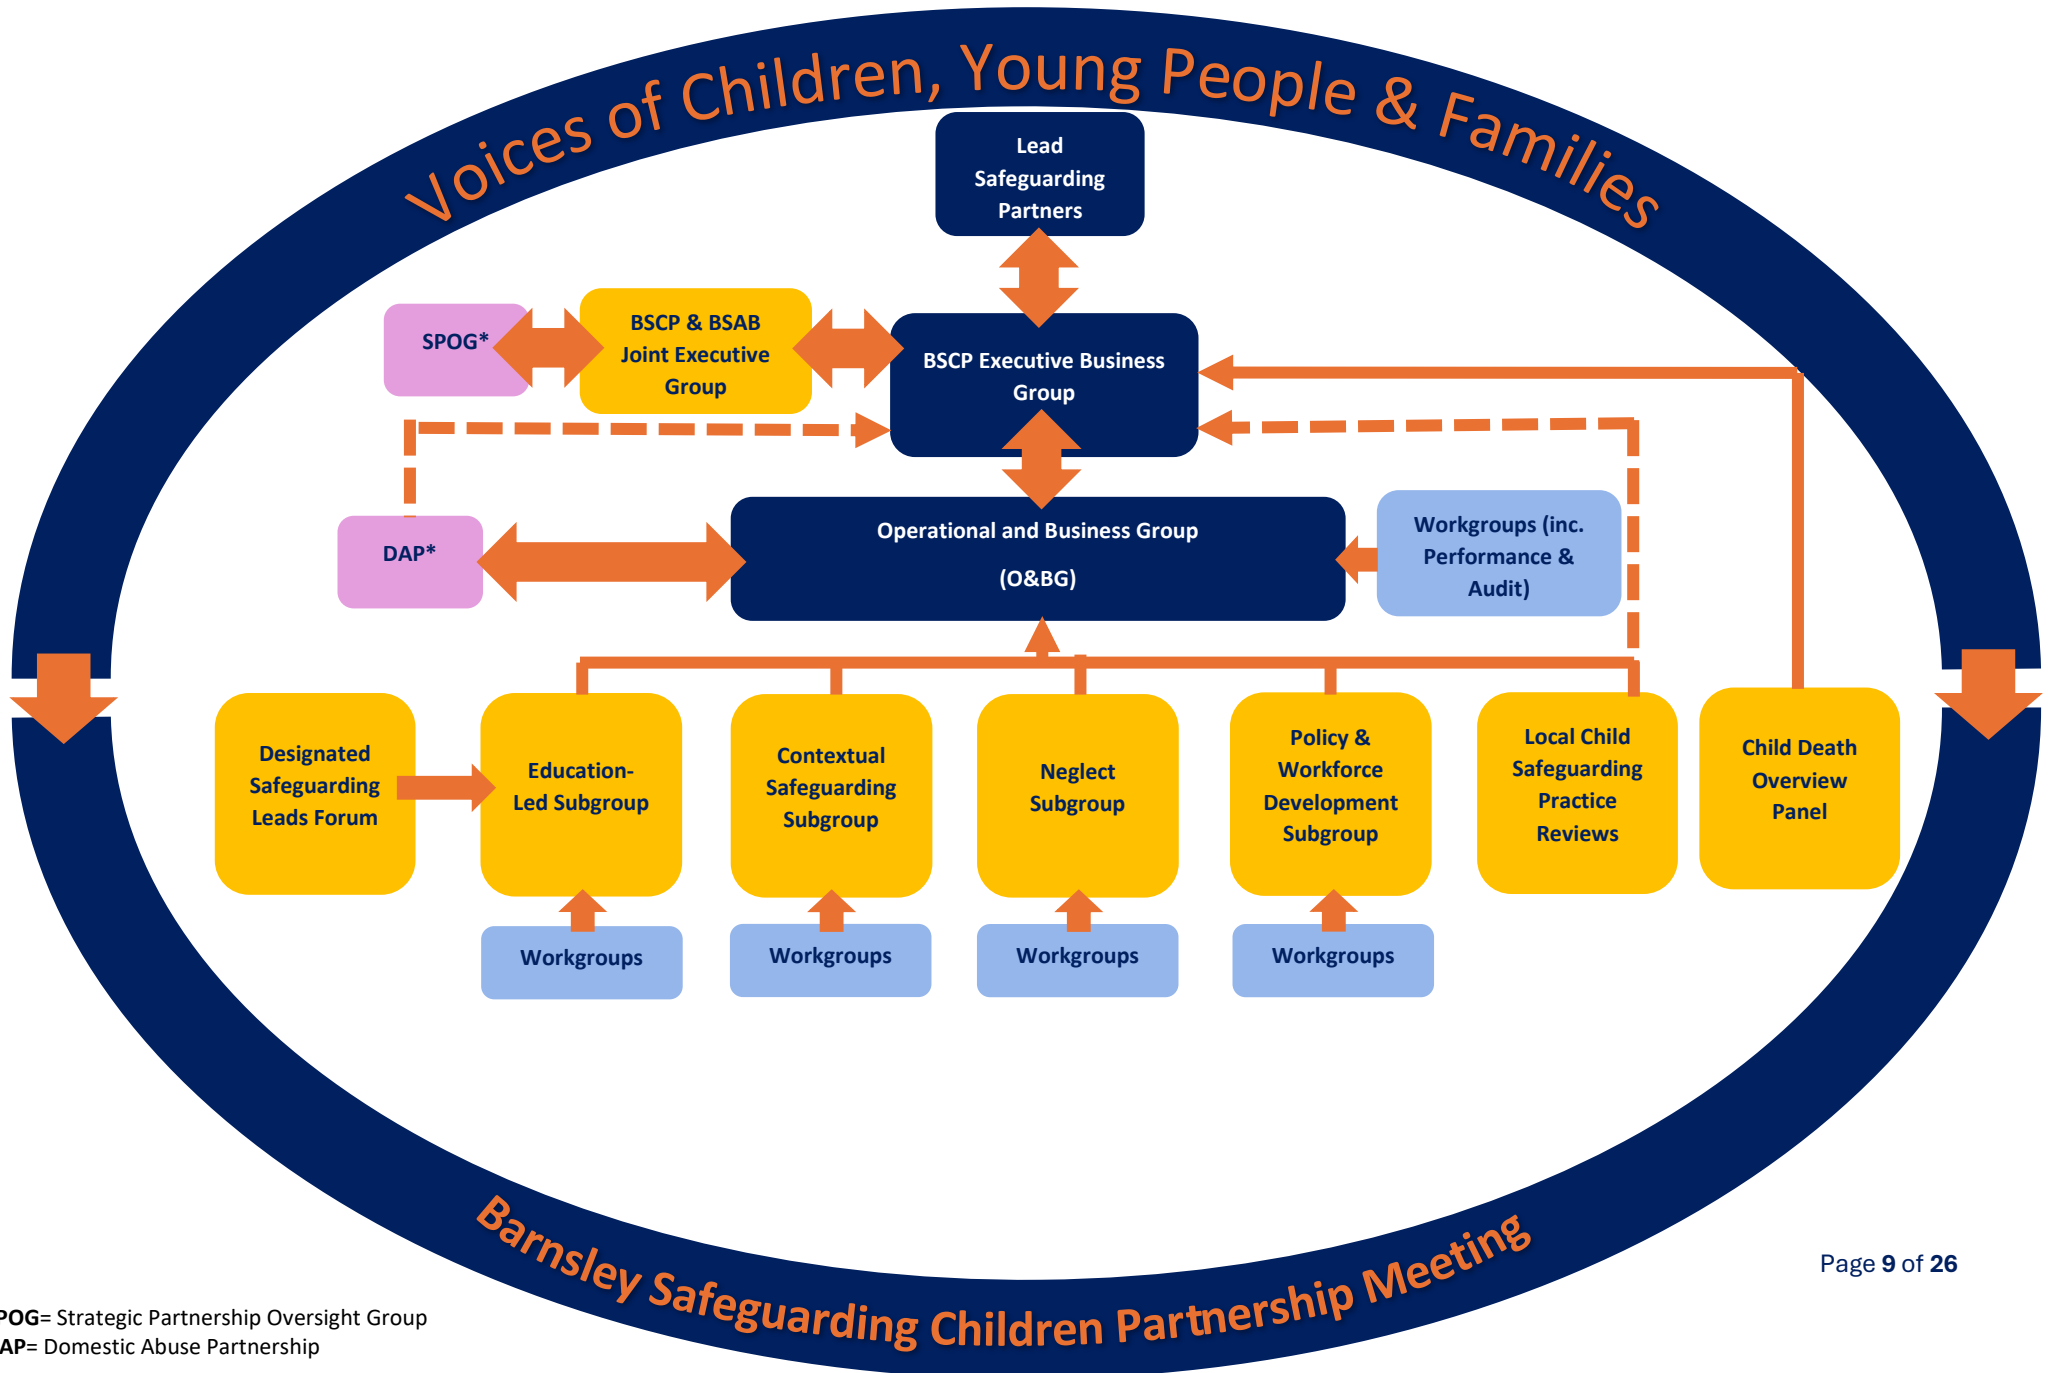 Voices of Children, Young People & Families
Lead
Safeguarding
Partners
SPOG*
BSCP & BSAB
Joint Executive
Group
BSCP Executive Business
Group
DAP*
Operational and Business Group
(O&BG)
Workgroups (inc.
Performance &
Audit)
Designated
Safeguarding
Leads Forum
Education-
Led Subgroup
Contextual
Safeguarding
Subgroup
Neglect
Subgroup
Policy &
Workforce
Development
Subgroup
Local Child
Safeguarding
Practice
Reviews
Child Death
Overview
Panel
Workgroups
Workgroups
Workgroups
Workgroups
Barnsley Safeguarding Children Partnership Meeting
Page 9 of 26
POG= Strategic Partnership Oversight Group
AP= Domestic Abuse Partnership